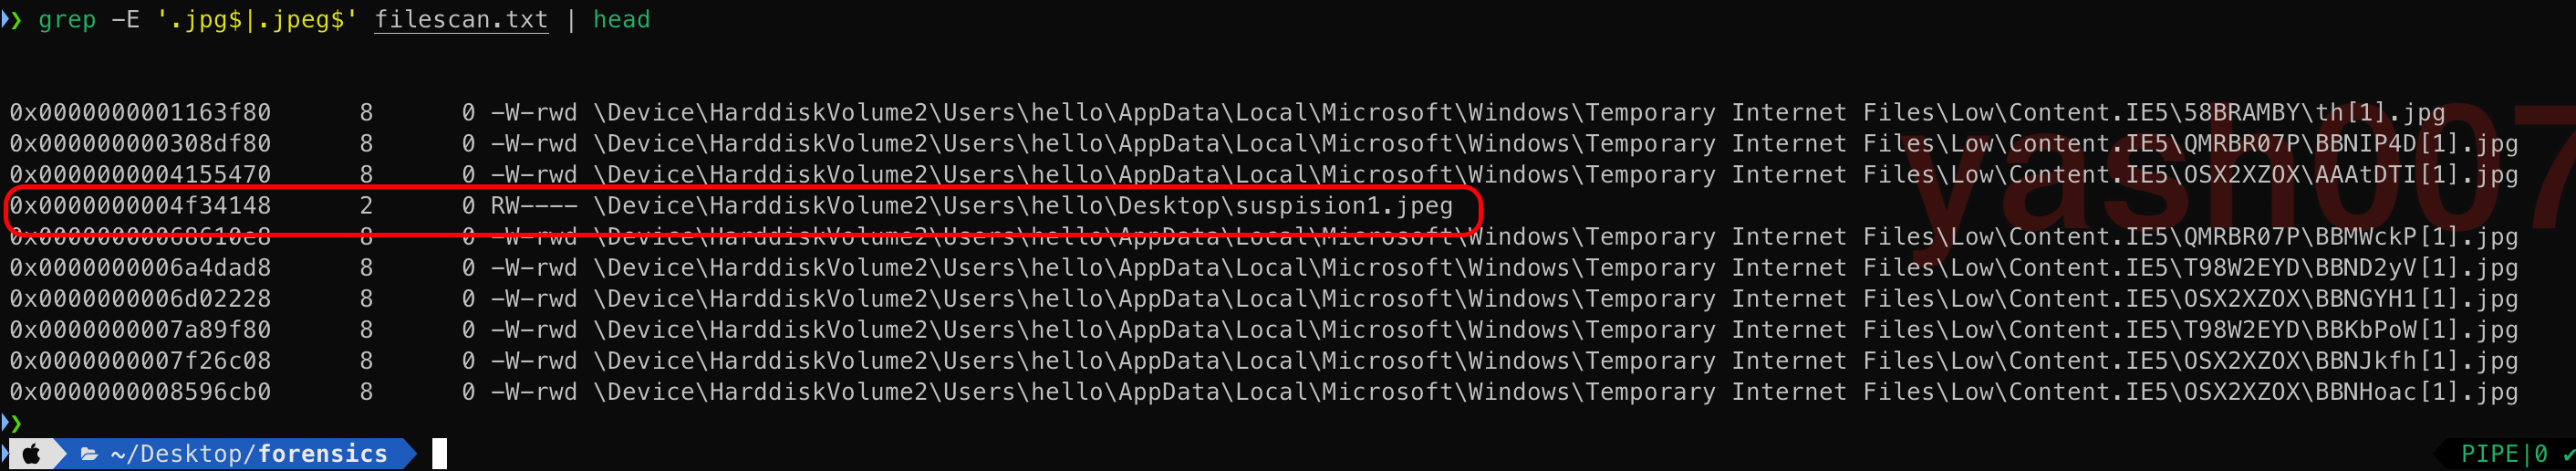 ❯ grep -E '.jpg$|.jpeg$' filescan.txt | head
0x0000000001163f80      8      0 -W-rwd \Device\HarddiskVolume2\Users\hello\AppData\Local\Microsoft\Windows\Temporary Internet Files\Low\Content.IE5\58BRAMBY\th[1].jpg
0x000000000308df80      8      0 -W-rwd \Device\HarddiskVolume2\Users\hello\AppData\Local\Microsoft\Windows\Temporary Internet Files\Low\Content.IE5\QMRBR07P\BBNIP4D[1].jpg
0x0000000004155470      8      0 -W-rwd \Device\HarddiskVolume2\Users\hello\AppData\Local\Microsoft\Windows\Temporary Internet Files\Low\Content.IE5\OSX2XZOX\AAAtDTI[1].jpg
0x0000000004f34148      2      0 RW---- \Device\HarddiskVolume2\Users\hello\Desktop\suspision1.jpeg
0x00000000068610e8      8      0 -W-rwd \Device\HarddiskVolume2\Users\hello\AppData\Local\Microsoft\Windows\Temporary Internet Files\Low\Content.IE5\QMRBR07P\BBMWckP[1].jpg
0x0000000006a4dad8      8      0 -W-rwd \Device\HarddiskVolume2\Users\hello\AppData\Local\Microsoft\Windows\Temporary Internet Files\Low\Content.IE5\T98W2EYD\BBND2yV[1].jpg
0x0000000006d02228      8      0 -W-rwd \Device\HarddiskVolume2\Users\hello\AppData\Local\Microsoft\Windows\Temporary Internet Files\Low\Content.IE5\OSX2XZOX\BBNGYH1[1].jpg
0x0000000007a89f80      8      0 -W-rwd \Device\HarddiskVolume2\Users\hello\AppData\Local\Microsoft\Windows\Temporary Internet Files\Low\Content.IE5\T98W2EYD\BBKbPoW[1].jpg
0x0000000007f26c08      8      0 -W-rwd \Device\HarddiskVolume2\Users\hello\AppData\Local\Microsoft\Windows\Temporary Internet Files\Low\Content.IE5\OSX2XZOX\BBNJkfh[1].jpg
0x0000000008596cb0      8      0 -W-rwd \Device\HarddiskVolume2\Users\hello\AppData\Local\Microsoft\Windows\Temporary Internet Files\Low\Content.IE5\OSX2XZOX\BBNHoac[1].jpg
yash007
❯
~/Desktop/forensics PIPE|0 ✔